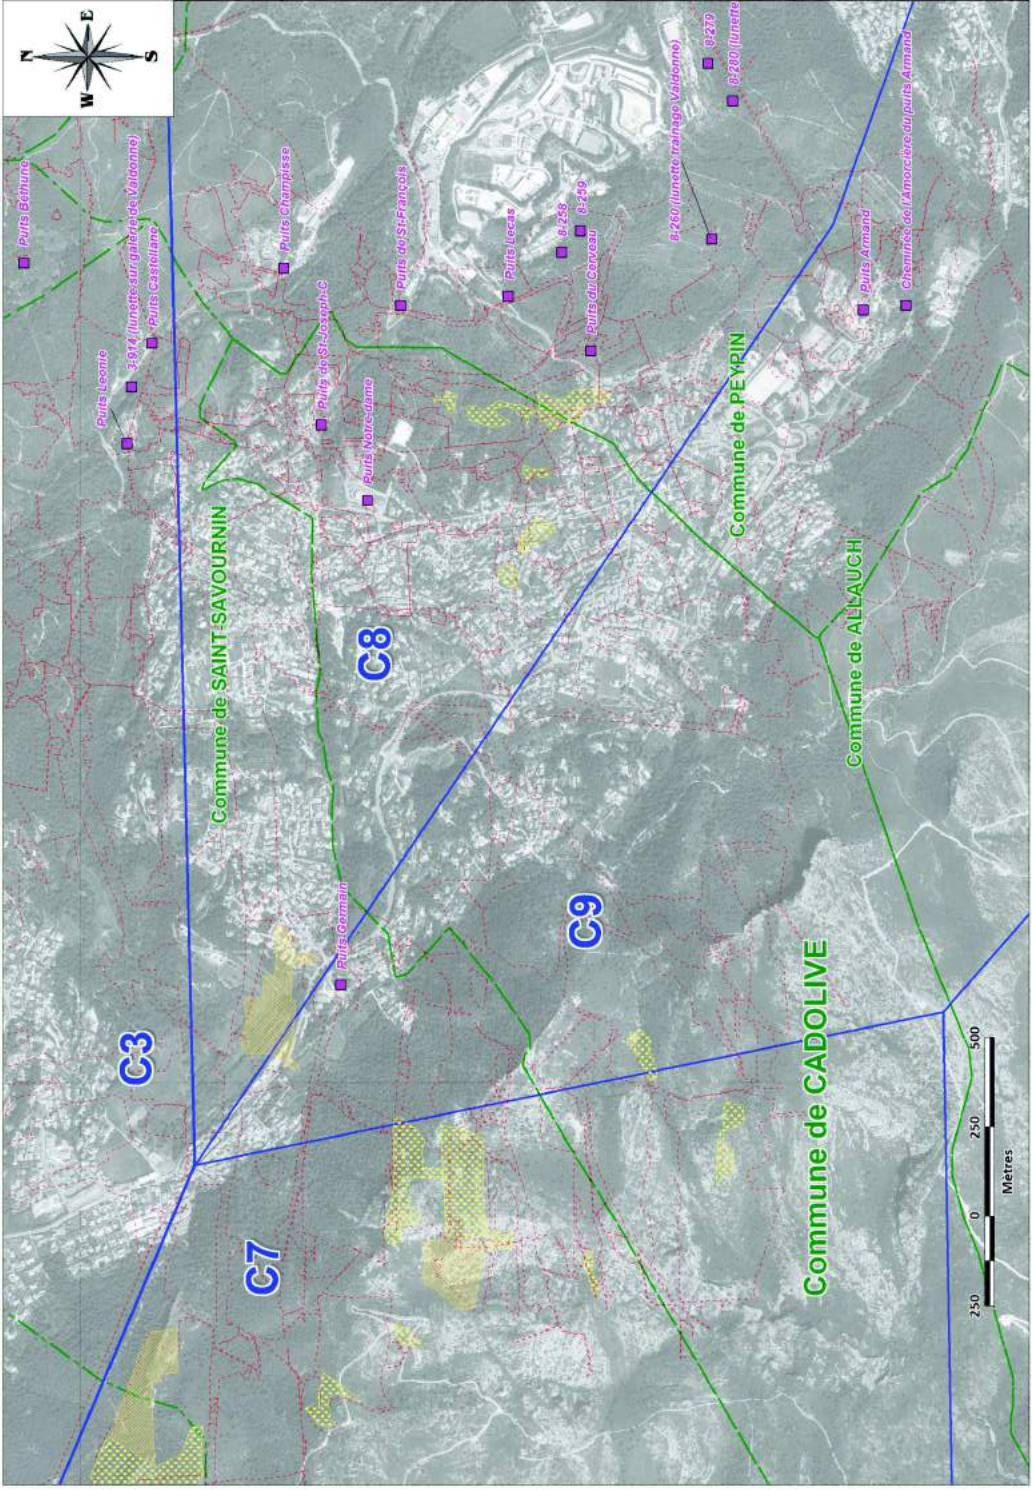 N
E
S
W
Puits Béthune
3-914 (lunette sur galerie de Valdonne)
Puits Castellane
Puits Léonie
Puits Champisse
Puits de St-Joseph-C
Puits Notre-dame
Puits de St-François
Puits Lecas
8-258
8-259
Puits du Cerveau
8-260 (lunette trainage Valdonne)
8-279
8-280 (lunette
Puits Armand
Cheminée de l'Amorcière du puits Armand
Puits Germain
Commune de SAINT-SAVOURNIN
Commune de PEYPIN
Commune de ALLAUCH
Commune de CADOLIVE
C3
C8
C9
C7
250
0
250
500
Mètres